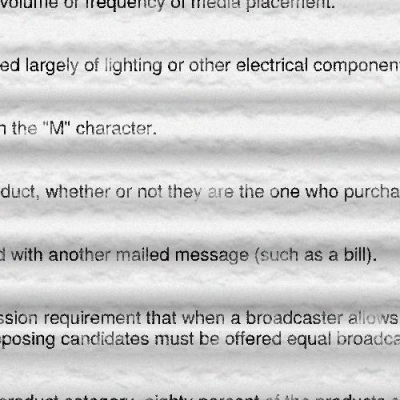 volume or frequency of media placement.
ed largely of lighting or other electrical component
n the "M" character.
duct, whether or not they are the one who purcha
d with another mailed message (such as a bill).
ssion requirement that when a broadcaster allows
posing candidates must be offered equal broadca
product category, eighty percent of the products